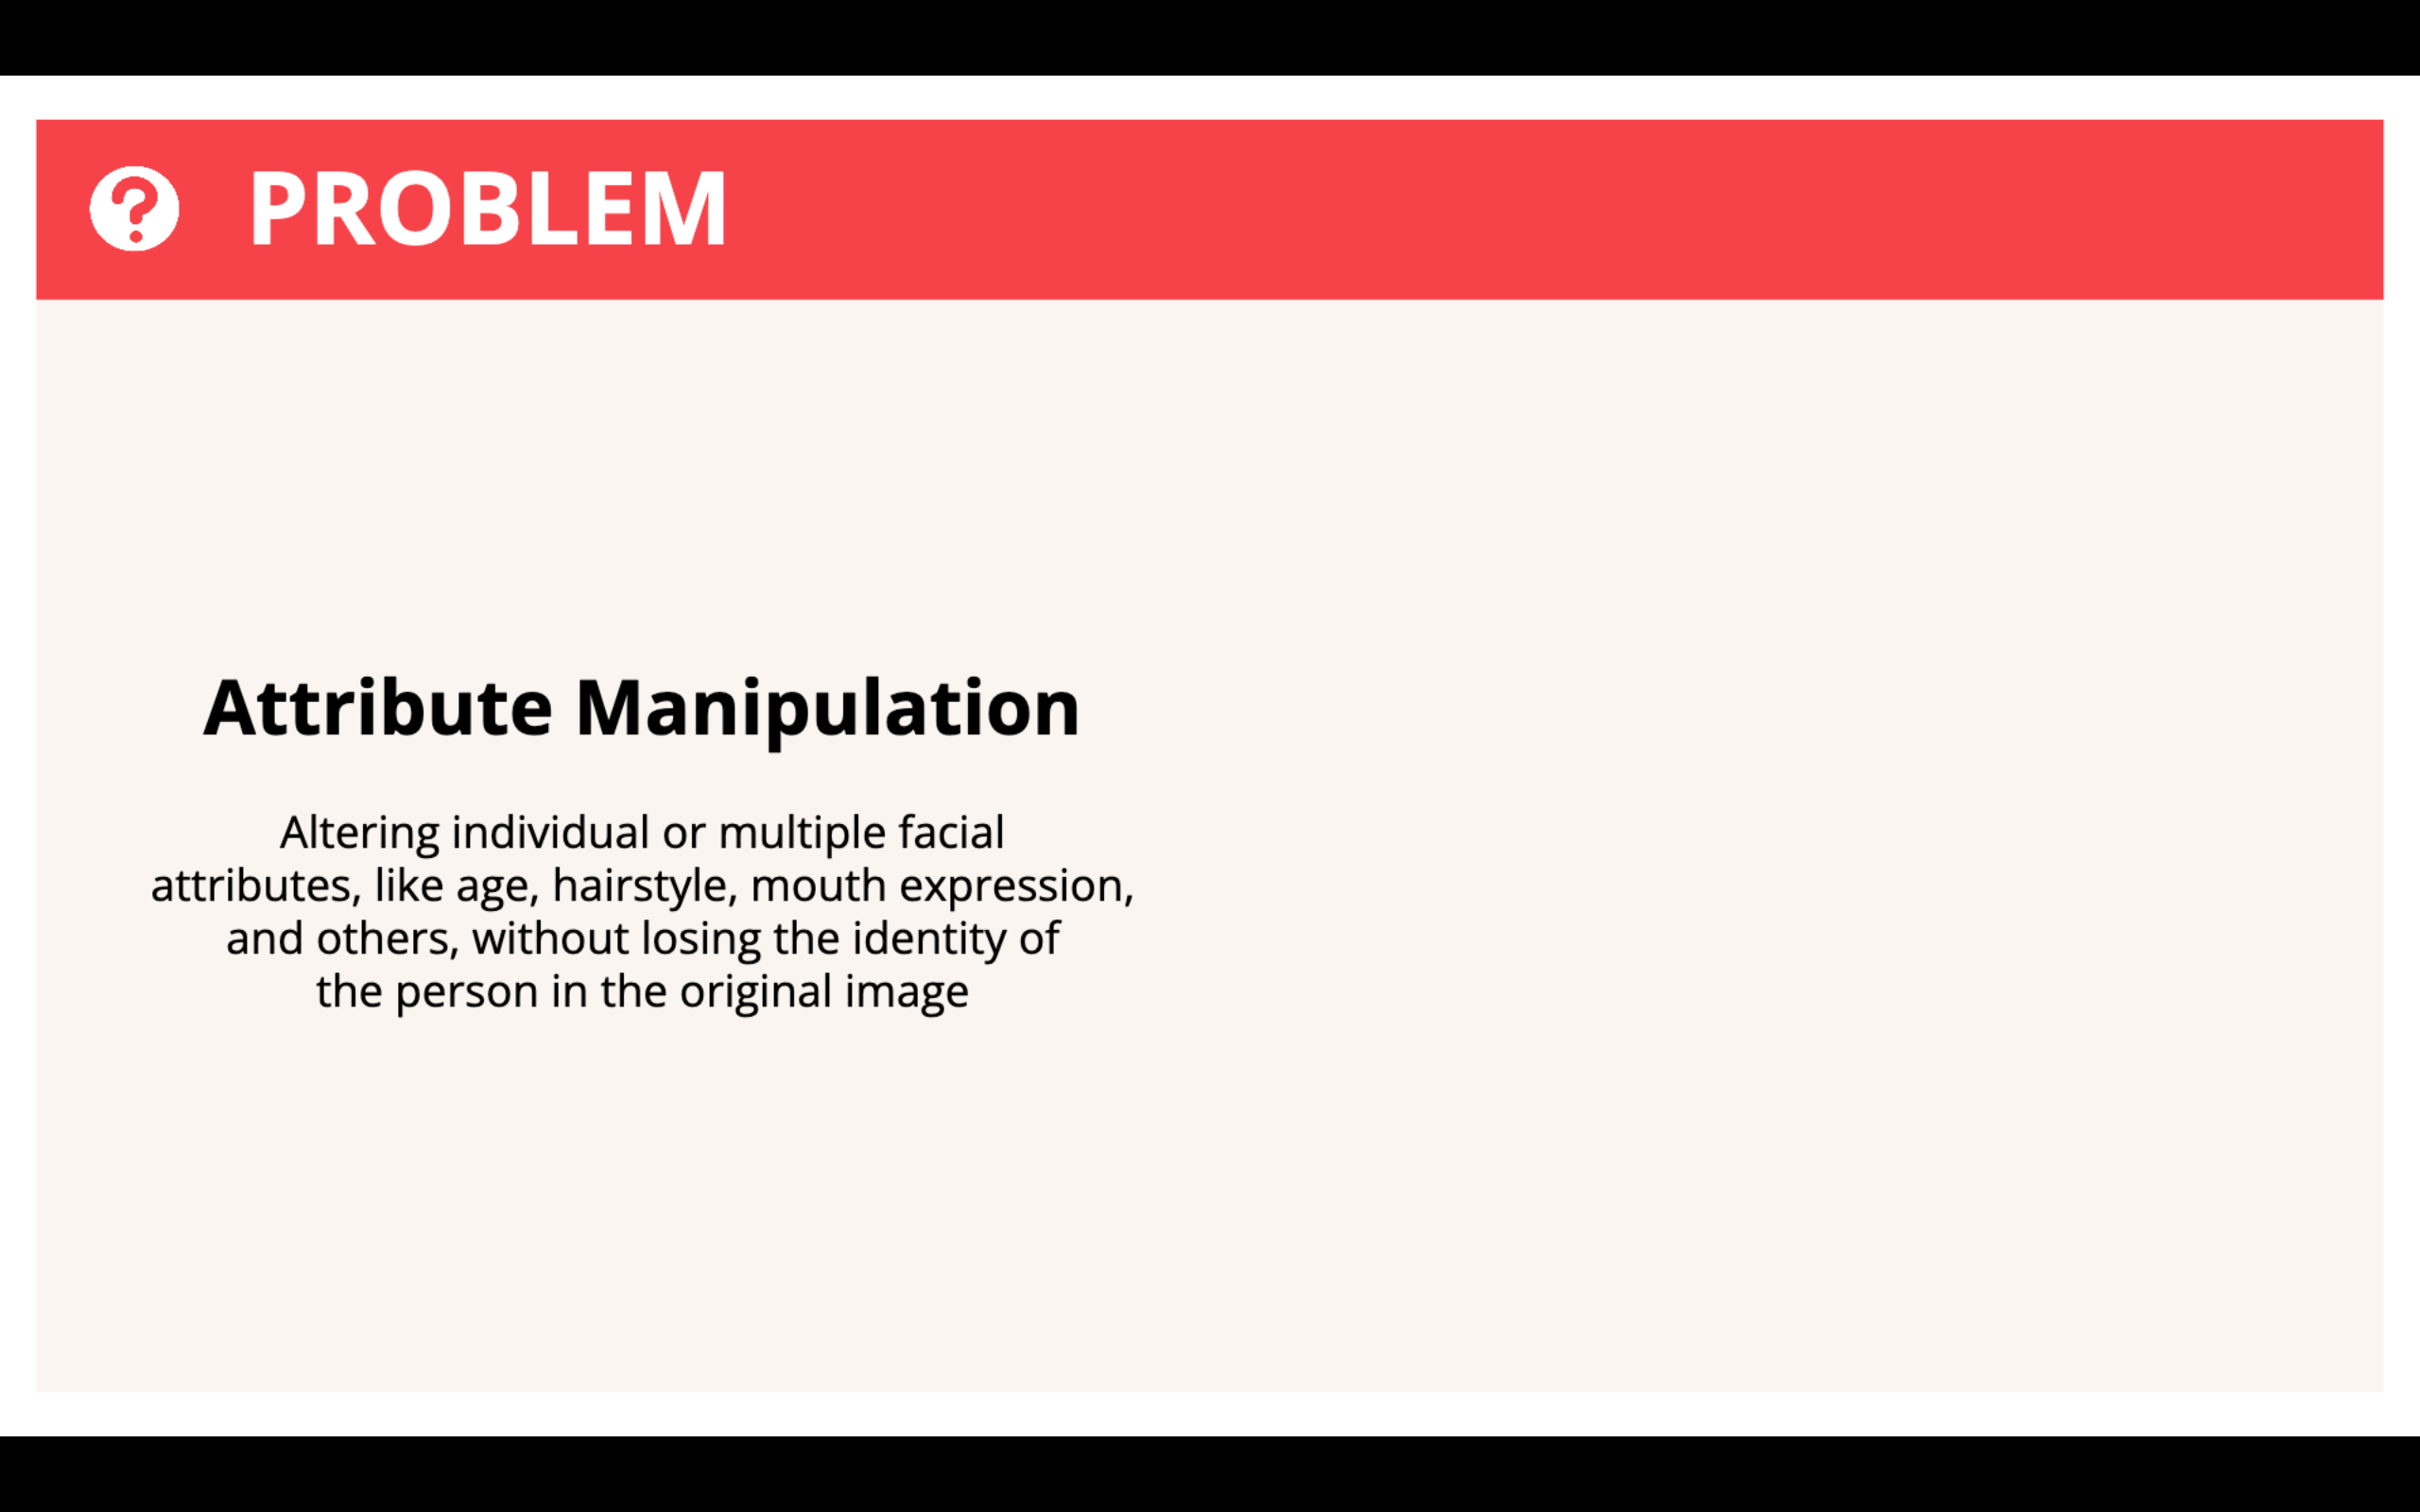 PROBLEM
Attribute Manipulation
Altering individual or multiple facial
attributes, like age, hairstyle, mouth expression,
and others, without losing the identity of
the person in the original image